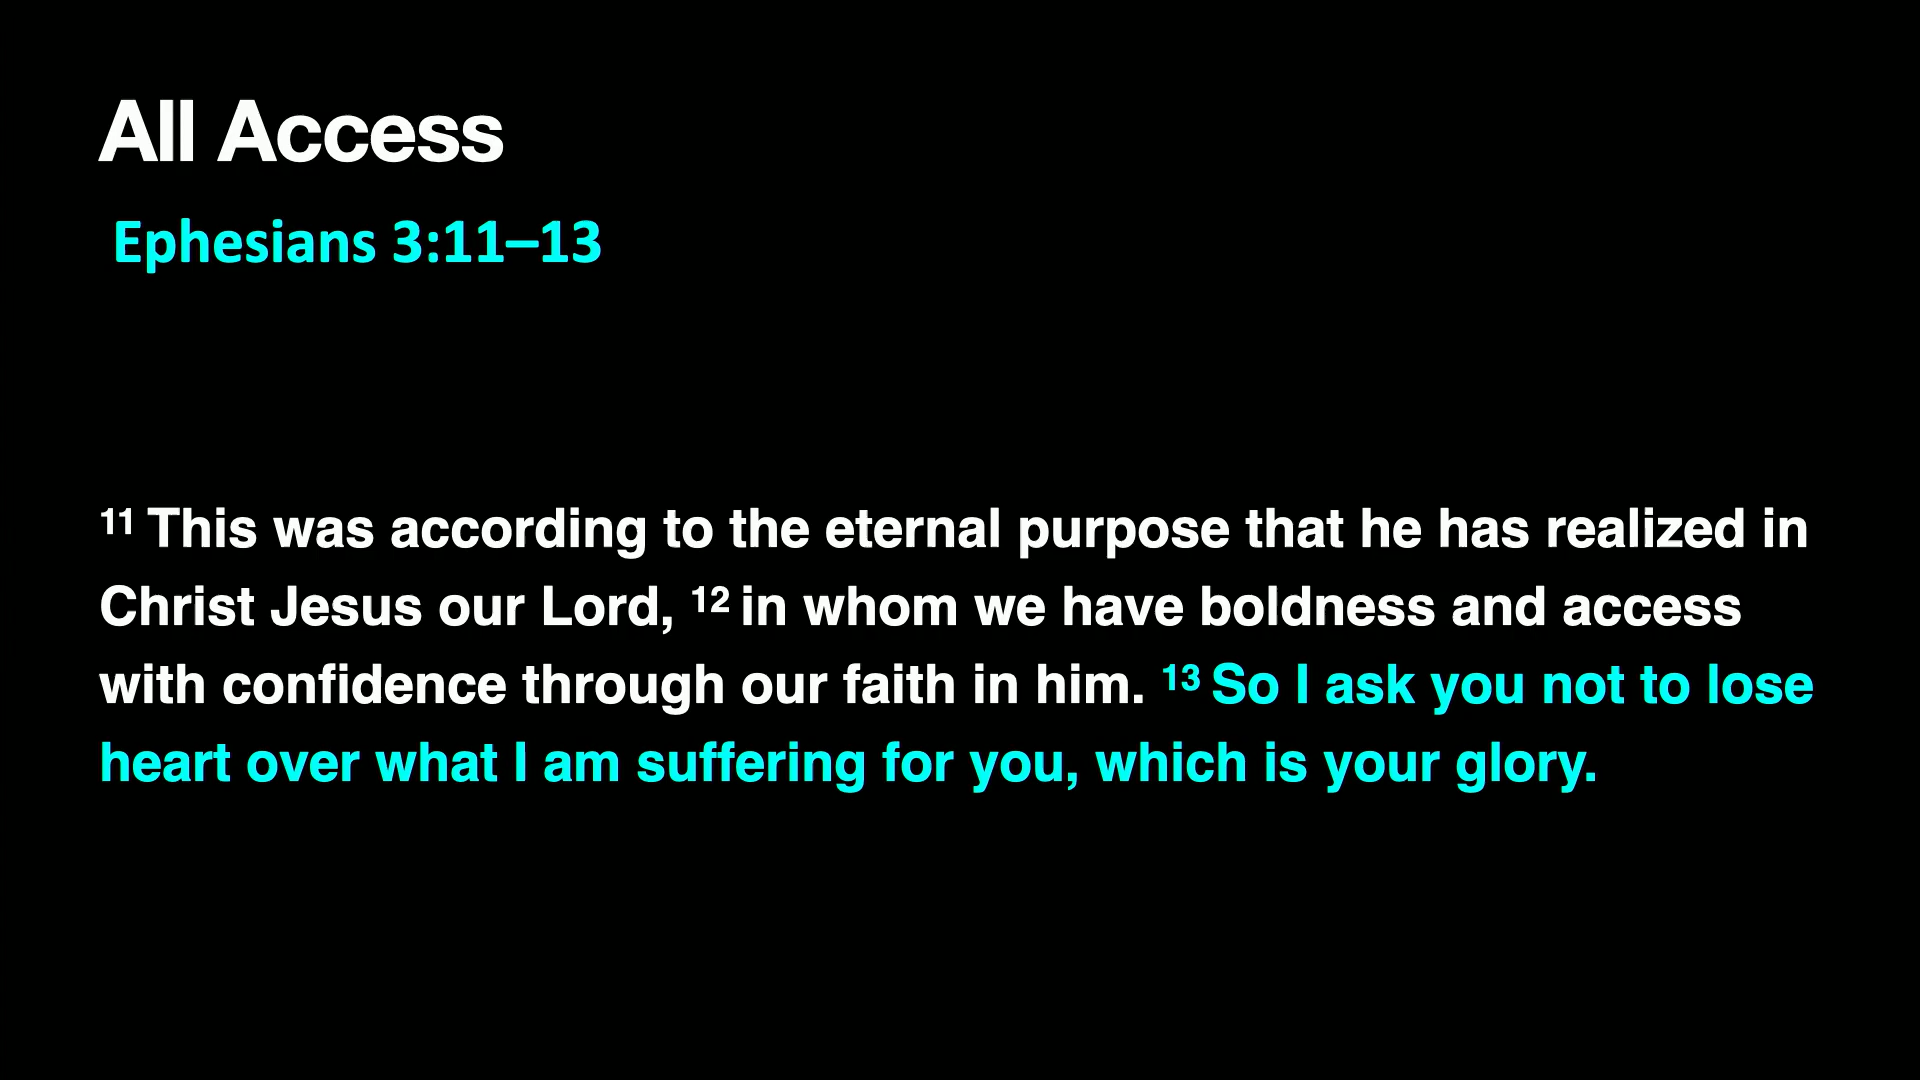 All Access
Ephesians 3:11–13
11 This was according to the eternal purpose that he has realized in
Christ Jesus our Lord, 12 in whom we have boldness and access
with confidence through our faith in him. 13 So I ask you not to lose
heart over what I am suffering for you, which is your glory.